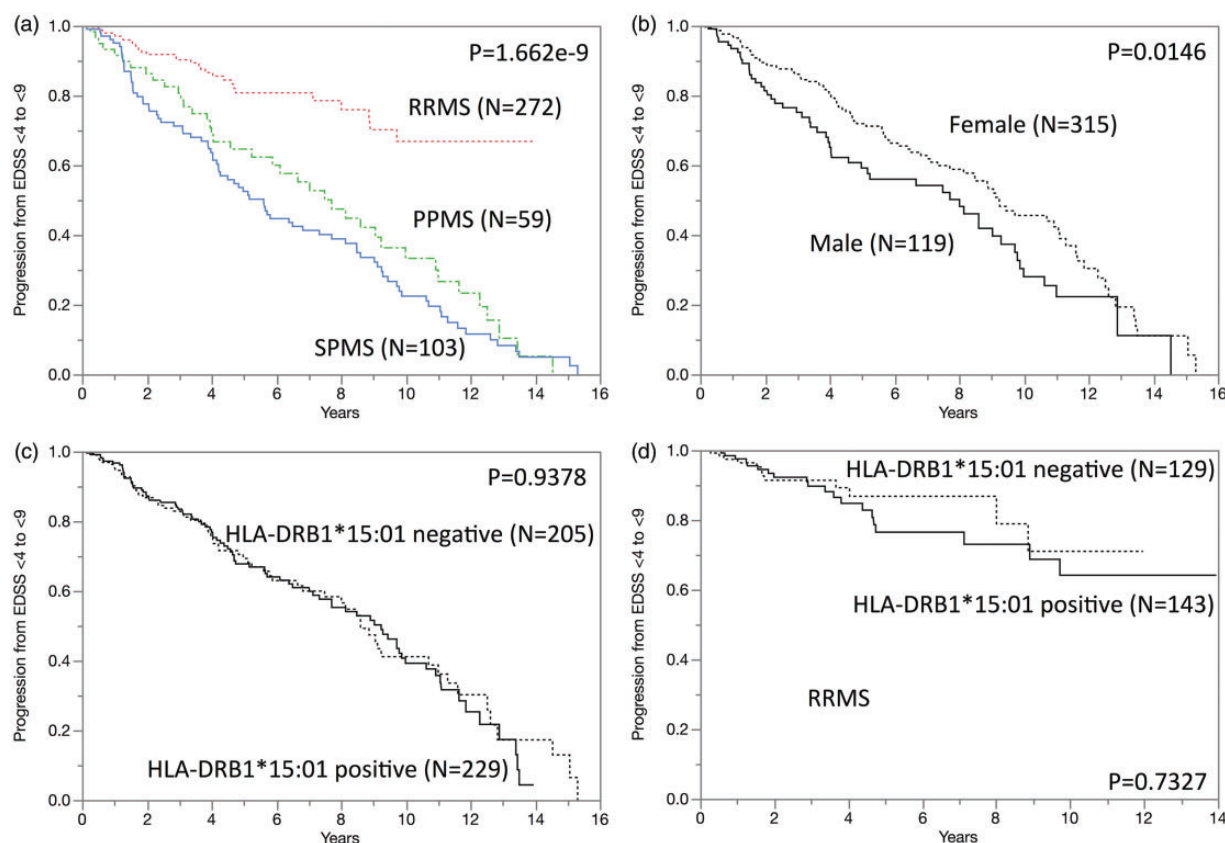 (a)
Progression from EDSS <4 to <9
1.0
0.8
0.6
0.4
0.2
0.0
P=1.662e-9
RRMS (N=272)
PPMS (N=59)
SPMS (N=103)
0 2 4 6 8 10 12 14 16
Years
(b)
Progression from EDSS <4 to <9
1.0
0.8
0.6
0.4
0.2
0.0
P=0.0146
Female (N=315)
Male (N=119)
0 2 4 6 8 10 12 14 16
Years
(c)
Progression from EDSS <4 to <9
1.0
0.8
0.6
0.4
0.2
0.0
P=0.9378
HLA-DRB1*15:01 negative (N=205)
HLA-DRB1*15:01 positive (N=229)
0 2 4 6 8 10 12 14 16
Years
(d)
Progression from EDSS <4 to <9
1.0
0.8
0.6
0.4
0.2
0.0
HLA-DRB1*15:01 negative (N=129)
HLA-DRB1*15:01 positive (N=143)
RRMS
P=0.7327
0 2 4 6 8 10 12 14
Years